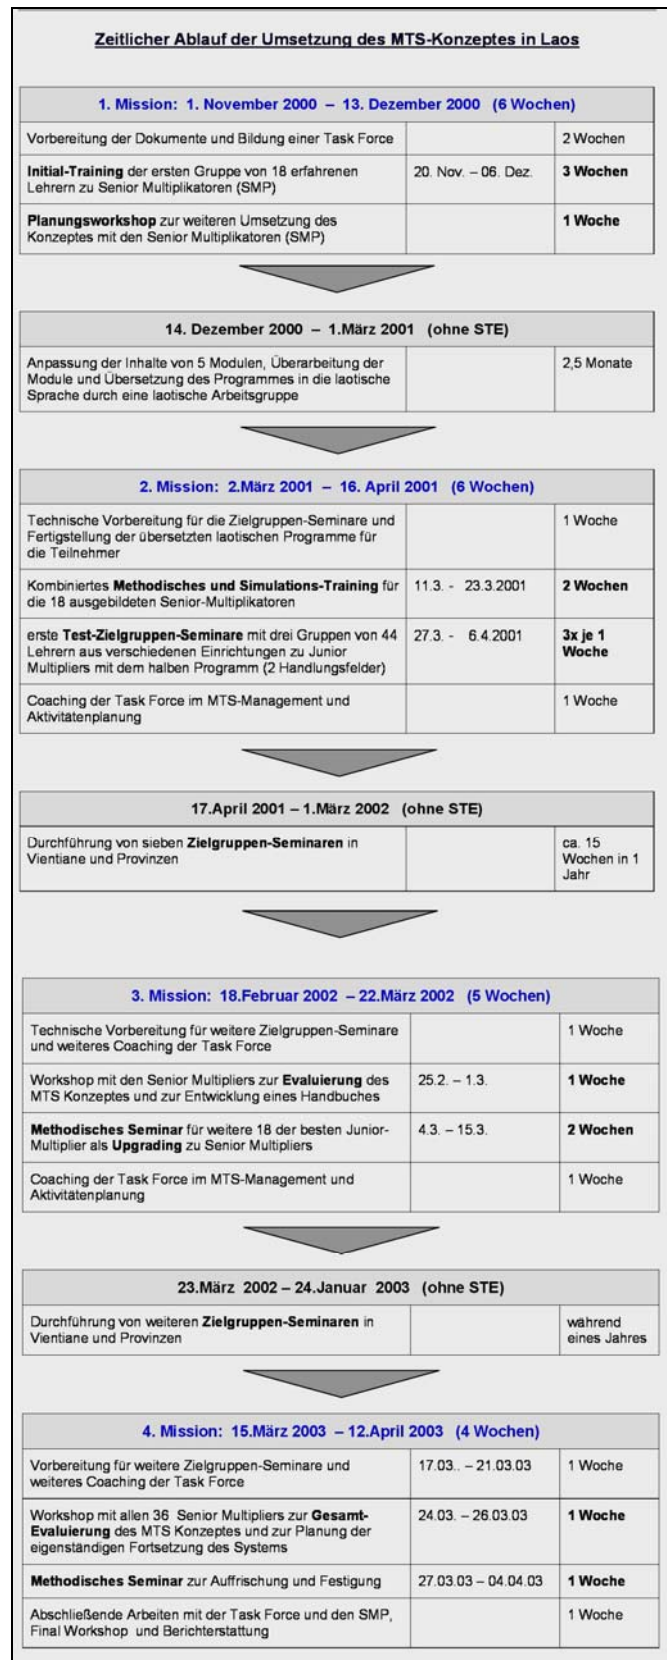 Zeitlicher Ablauf der Umsetzung des MTS-Konzeptes in Laos
1. Mission: 1. November 2000 – 13. Dezember 2000 (6 Wochen)
Vorbereitung der Dokumente und Bildung einer Task Force 2 Wochen
Initial-Training der ersten Gruppe von 18 erfahrenen 20. Nov. – 06. Dez. 3 Wochen
Lehrern zu Senior Multiplikatoren (SMP)
Planungsworkshop zur weiteren Umsetzung des 1 Woche
Konzeptes mit den Senior Multiplikatoren (SMP)
14. Dezember 2000 – 1.März 2001 (ohne STE)
Anpassung der Inhalte von 5 Modulen, Überarbeitung der 2,5 Monate
Module und Übersetzung des Programmes in die laotische
Sprache durch eine laotische Arbeitsgruppe
2. Mission: 2.März 2001 – 16. April 2001 (6 Wochen)
Technische Vorbereitung für die Zielgruppen-Seminare und 1 Woche
Fertigstellung der übersetzten laotischen Programme für
die Teilnehmer
Kombiniertes Methodisches und Simulations-Training für 11.3. - 23.3.2001 2 Wochen
die 18 ausgebildeten Senior-Multiplikatoren
erste Test-Zielgruppen-Seminare mit drei Gruppen von 44 27.3. - 6.4.2001 3x je 1
Lehrern aus verschiedenen Einrichtungen zu Junior Woche
Multipliers mit dem halben Programm (2 Handlungsfelder)
Coaching der Task Force im MTS-Management und 1 Woche
Aktivitätenplanung
17.April 2001 – 1.März 2002 (ohne STE)
Durchführung von sieben Zielgruppen-Seminaren in ca. 15
Vientiane und Provinzen Wochen in 1
Jahr
3. Mission: 18.Februar 2002 – 22.März 2002 (5 Wochen)
Technische Vorbereitung für weitere Zielgruppen-Seminare 1 Woche
und weiteres Coaching der Task Force
Workshop mit den Senior Multipliers zur Evaluierung des 25.2. – 1.3. 1 Woche
MTS Konzeptes und zur Entwicklung eines Handbuches
Methodisches Seminar für weitere 18 der besten Junior- 4.3. – 15.3. 2 Wochen
Multiplier als Upgrading zu Senior Multipliers
Coaching der Task Force im MTS-Management und 1 Woche
Aktivitätenplanung
23.März 2002 – 24.Januar 2003 (ohne STE)
Durchführung von weiteren Zielgruppen-Seminaren in während
Vientiane und Provinzen eines Jahres
4. Mission: 15.März 2003 – 12.April 2003 (4 Wochen)
Vorbereitung für weitere Zielgruppen-Seminare und 17.03.. – 21.03.03 1 Woche
weiteres Coaching der Task Force
Workshop mit allen 36 Senior Multipliers zur Gesamt- 24.03. – 26.03.03 1 Woche
Evaluierung des MTS Konzeptes und zur Planung der
eigenständigen Fortsetzung des Systems
Methodisches Seminar zur Auffrischung und Festigung 27.03.03 – 04.04.03 1 Woche
Abschließende Arbeiten mit der Task Force und den SMP, 1 Woche
Final Workshop und Berichterstattung